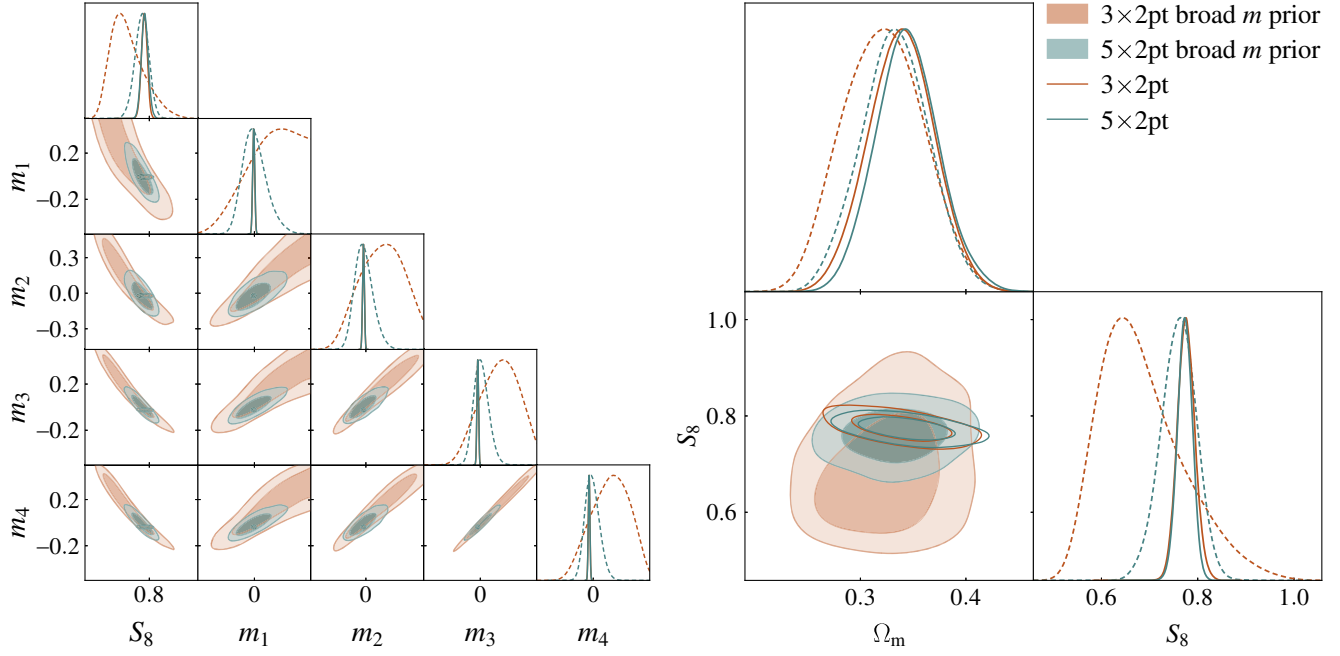 3×2pt broad m prior
5×2pt broad m prior
3×2pt
5×2pt
m₁
0.2
−0.2
m₂
0.3
0.0
−0.3
m₃
0.2
−0.2
m₄
0.2
−0.2
0.8
0
0
0
0
S₈
m₁
m₂
m₃
m₄
S₈
1.0
0.8
0.6
0.3
0.4
0.6
0.8
1.0
Ωₘ
S₈